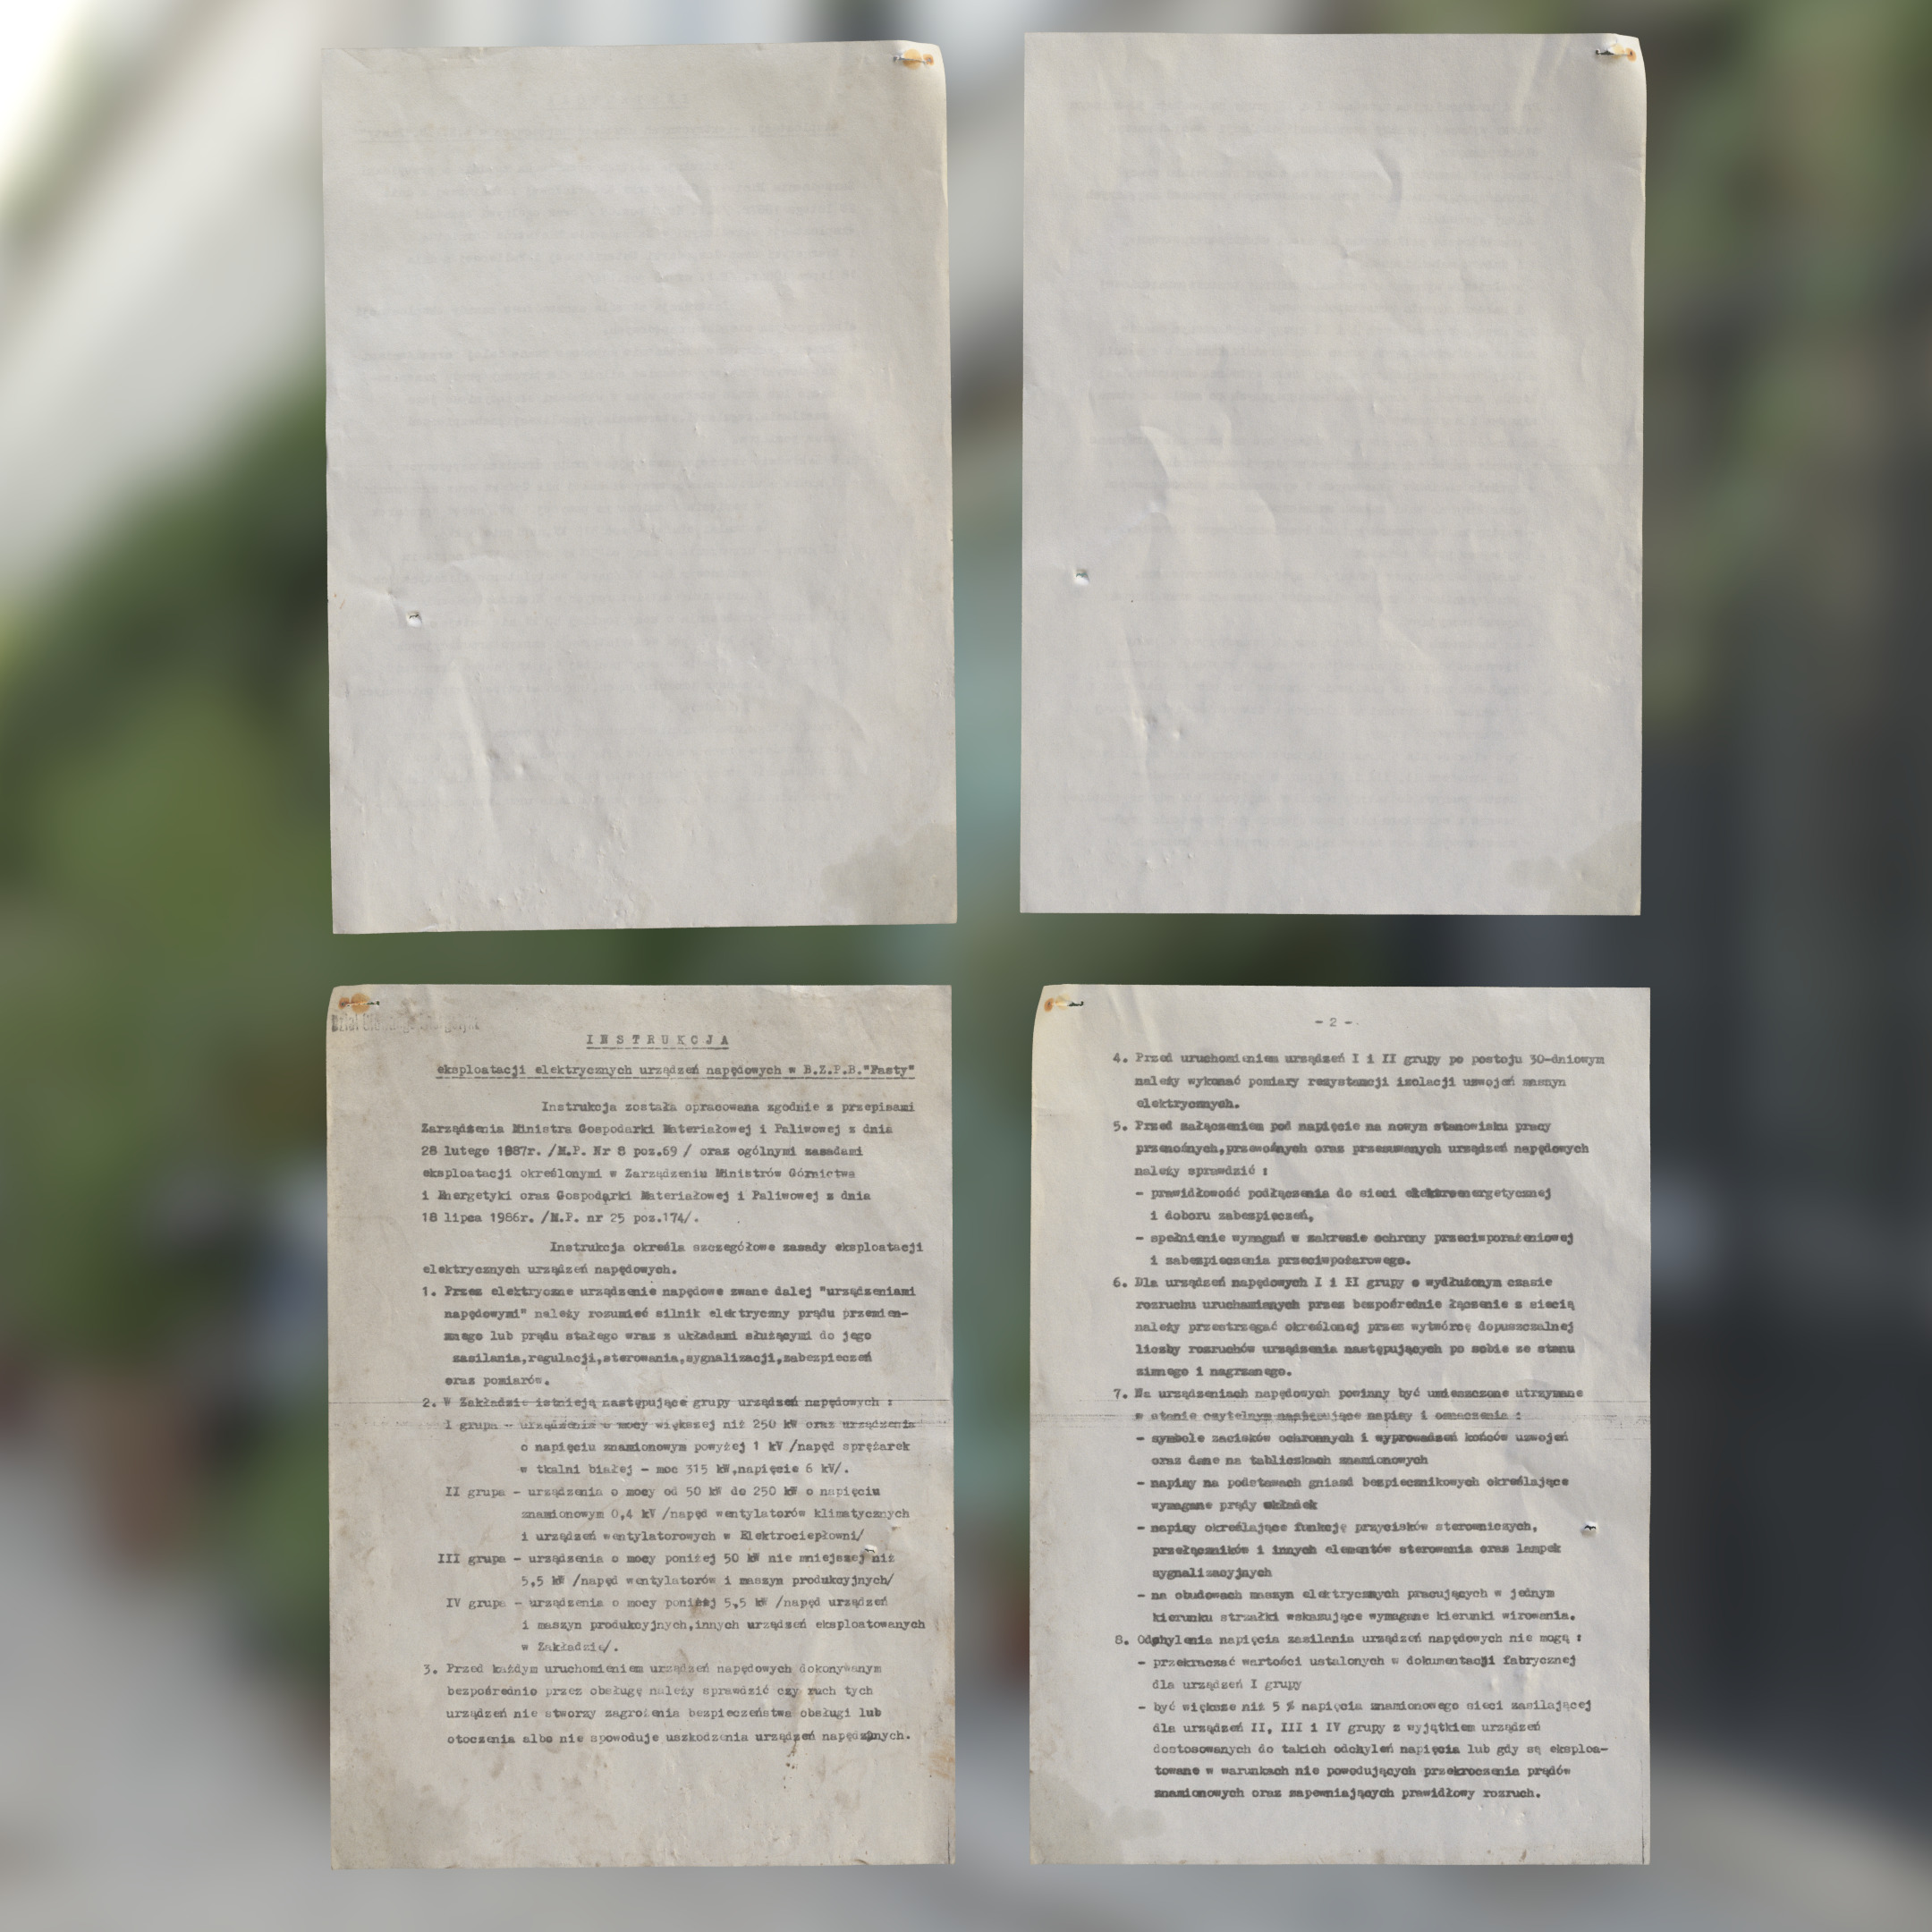 INSTRUKCJA
eksploatacji elektrycznych urządzeń napędowych w B.Z.P.B."Fasty"
Instrukcja została opracowana zgodnie z przepisami
Zarządzenia Ministra Gospodarki Materiałowej i Paliwowej z dnia
28 lutego 1987r. /M.P. Nr 8 poz.69 / oraz ogólnymi zasadami
eksploatacji określonymi w Zarządzeniu Ministrów Górnictwa
i Energetyki oraz Gospodarki Materiałowej i Paliwowej z dnia
18 lipca 1986r. /M.P. nr 25 poz.174/.
Instrukcja określa szczegółowe zasady eksploatacji
elektrycznych urządzeń napędowych.
1. Przez elektryczne urządzenie napędowe zwane dalej "urządzeniami
napędowymi" należy rozumieć silnik elektryczny prądu przemien-
znego lub prądu stałego wraz z układami służącymi do jego
zasilania,regulacji,sterowania,sygnalizacji,zabezpieczeń
oraz pomiarów.
2. W Zakładzie istnieją następujące grupy urządzeń napędowych :
I grupa - urządzenia o mocy większej niż 250 kW oraz urządzenia
o napięciu znamionowym powyżej 1 kV /napęd sprężarek
w tkalni białej - moc 315 kW,napięcie 6 kV/.
II grupa - urządzenia o mocy od 50 kW do 250 kW o napięciu
znamionowym 0,4 kV /napęd wentylatorów klimatycznych
i urządzeń wentylatorowych w Elektrociepłowni/
III grupa - urządzenia o mocy poniżej 50 kW nie mniejszej niż
5,5 kW /napęd wentylatorów i maszyn produkcyjnych/
IV grupa - urządzenia o mocy poniżej 5,5 kW /napęd urządzeń
i maszyn produkcyjnych,innych urządzeń eksploatowanych
w Zakładzie/.
3. Przed każdym uruchomieniem urządzeń napędowych dokonywanym
bezpośrednio przez obsługę należy sprawdzić czy ruch tych
urządzeń nie stworzy zagrożenia bezpieczeństwa obsługi lub
otoczenia albo nie spowoduje uszkodzenia urządzeń napędzanych.
- 2 -
4. Przed uruchomieniem urządzeń I i II grupy po postoju 30-dniowym
należy wykonać pomiary rezystancji izolacji uzwojeń maszyn
elektrycznych.
5. Przed załączeniem pod napięcie na nowym stanowisku pracy
przenośnych,przewoźnych oraz przesuwanych urządzeń napędowych
należy sprawdzić :
- prawidłowość podłączenia do sieci elektroenergetycznej
i doboru zabezpieczeń,
- spełnienie wymagań w zakresie ochrony przeciwporażeniowej
i zabezpieczenia przeciwpożarowego.
6. Dla urządzeń napędowych I i II grupy o wydłużonym czasie
rozruchu uruchamianych przez bezpośrednie łączenie z siecią
należy przestrzegać określonej przez wytwórcę dopuszczalnej
liczby rozruchów urządzenia następujących po sobie ze stanu
zimnego i nagrzanego.
7. Na urządzeniach napędowych powinny być umieszczone utrzymane
w stanie czytelnym następujące napisy i oznaczenia :
- symbole zacisków ochronnych i wyprowadzeń końców uzwojeń
oraz dane na tabliczkach znamionowych
- napisy na podstawach gniazd bezpiecznikowych określające
wymagane prądy wkładek
- napisy określające funkcję przycisków sterowniczych,
przełączników i innych elementów sterowania oraz lampek
sygnalizacyjnych
- na obudowach maszyn elektrycznych pracujących w jednym
kierunku strzałki wskazujące wymagane kierunki wirowania.
8. Odchylenia napięcia zasilania urządzeń napędowych nie mogą :
- przekraczać wartości ustalonych w dokumentacji fabrycznej
dla urządzeń I grupy
- być większe niż 5 % napięcia znamionowego sieci zasilającej
dla urządzeń II, III i IV grupy z wyjątkiem urządzeń
dostosowanych do takich odchyleń napięcia lub gdy są eksploa-
towane w warunkach nie powodujących przekroczenia prądów
znamionowych oraz zapewniających prawidłowy rozruch.